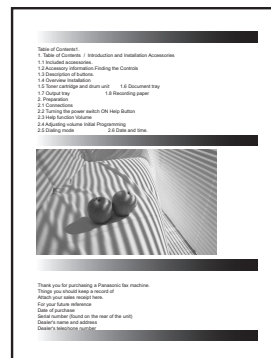 Table of Contents1.
1. Table of Contents / Introduction and Installation Accessories
1.1 Included accessories.
1.2 Accessory information.Finding the Controls
1.3 Description of buttons.
1.4 Overview Installation
1.5 Toner cartridge and drum unit 1.6 Document tray
1.7 Output tray 1.8 Recording paper
2. Preparation
2.1 Connections
2.2 Turning the power switch ON Help Button
2.3 Help function Volume
2.4 Adjusting volume Initial Programming
2.5 Dialing mode 2.6 Date and time.
Thank you for purchasing a Panasonic fax machine.
Things you should keep a record of
Attach your sales receipt here.
For your future reference
Date of purchase
Serial number (found on the rear of the unit)
Dealer's name and address
Dealer's telephone number